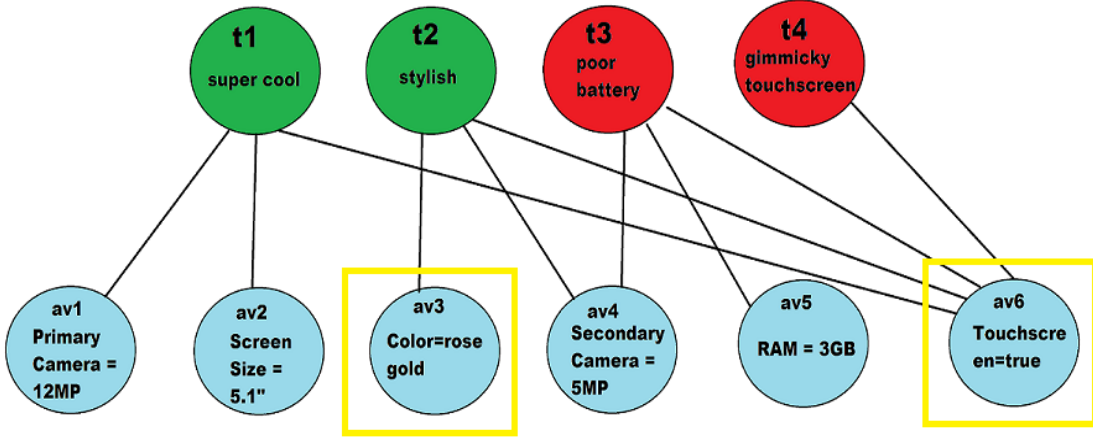 t1
super cool
t2
stylish
t3
poor
battery
t4
gimmicky
touchscreen
av1
Primary
Camera =
12MP
av2
Screen
Size =
5.1"
av3
Color=rose
gold
av4
Secondary
Camera =
5MP
av5
RAM = 3GB
av6
Touchscre
en=true